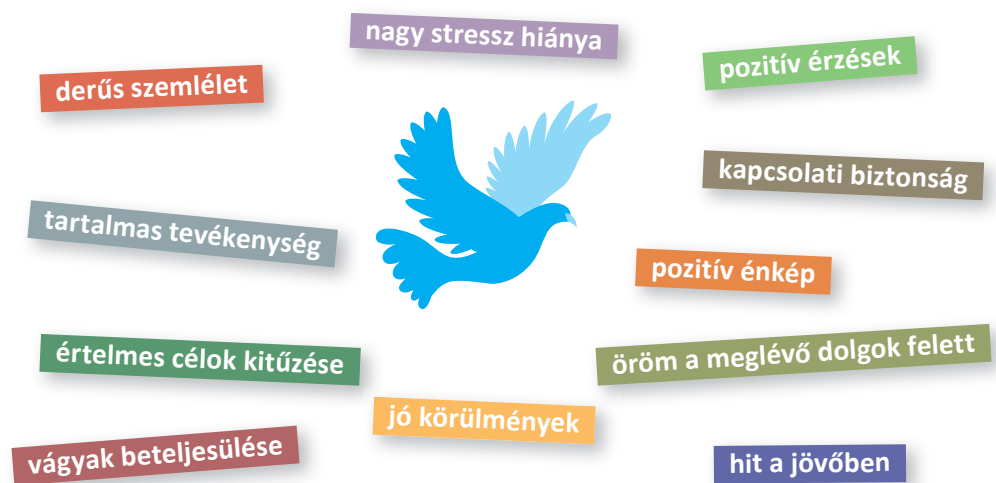 nagy stressz hiánya
pozitív érzések
derűs szemlélet
kapcsolati biztonság
tartalmas tevékenység
pozitív énkép
értelmes célok kitűzése
öröm a meglévő dolgok felett
jó körülmények
vágyak beteljesülése
hit a jövőben